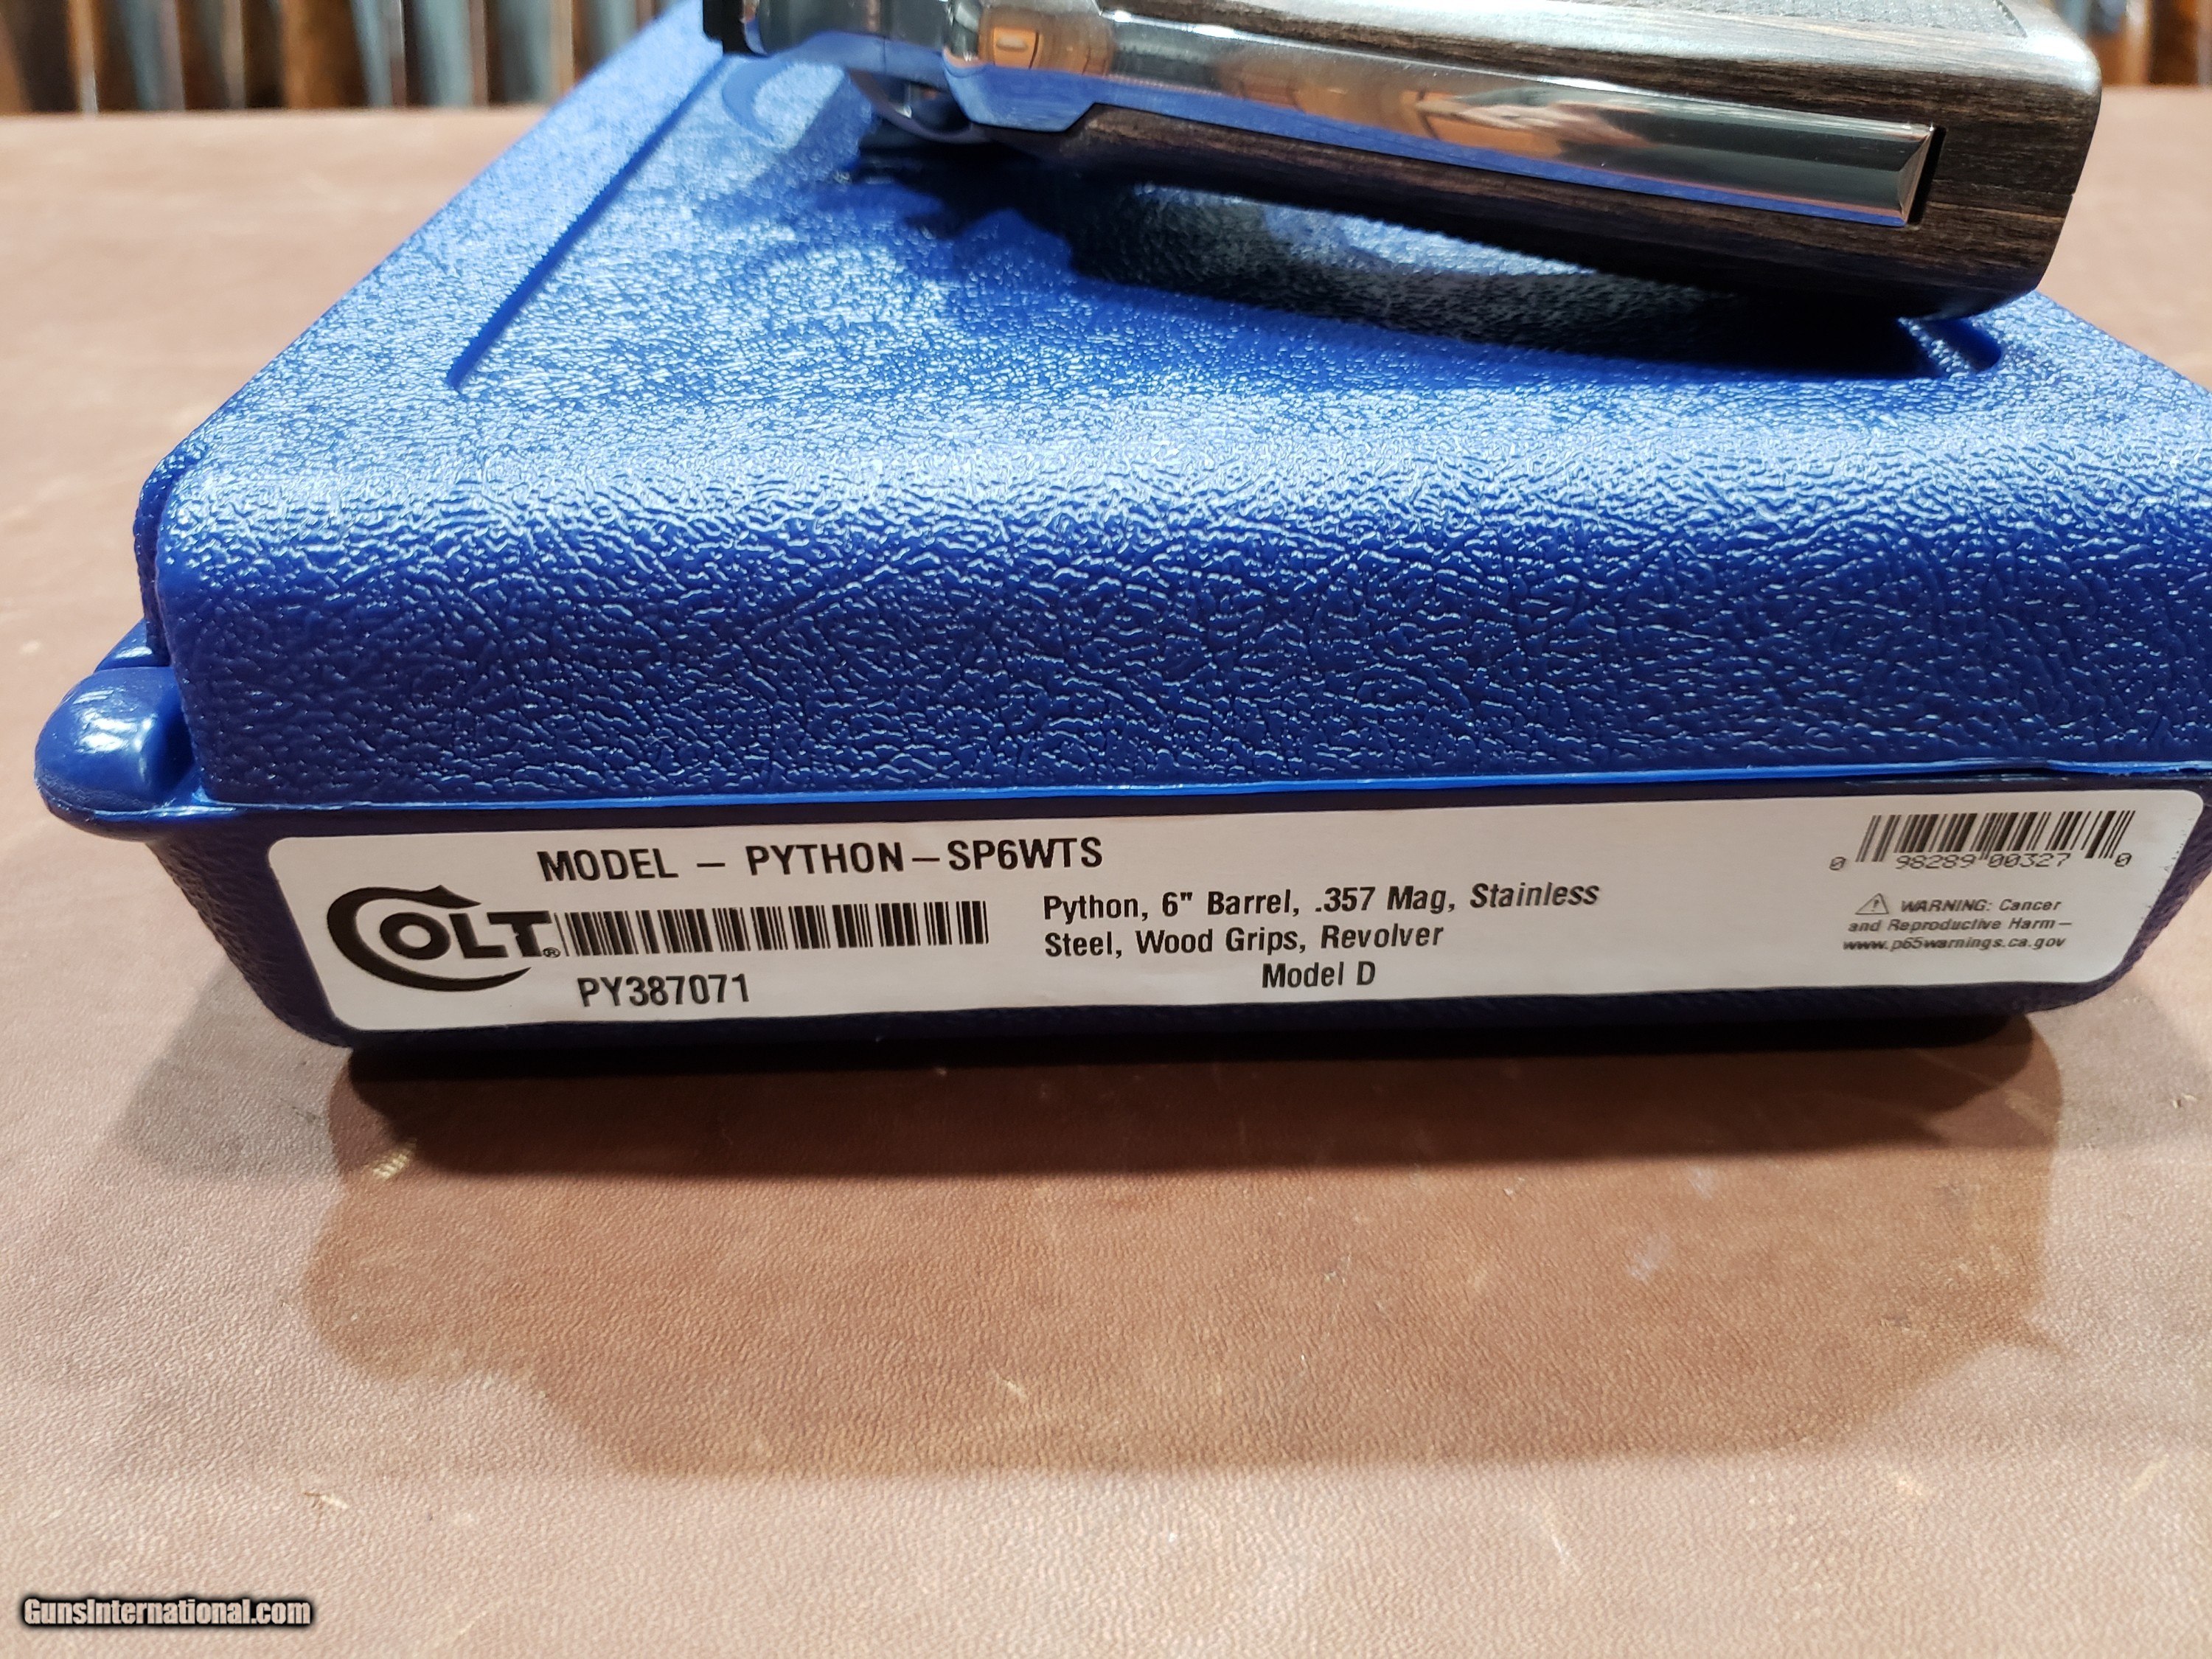 MODEL – PYTHON–SP6WTS
COLT®
PY387071
Python, 6" Barrel, .357 Mag, Stainless
Steel, Wood Grips, Revolver
Model D
0 98289 00327 0
WARNING: Cancer
and Reproductive Harm–
www.p65warnings.ca.gov
GunsInternational.com